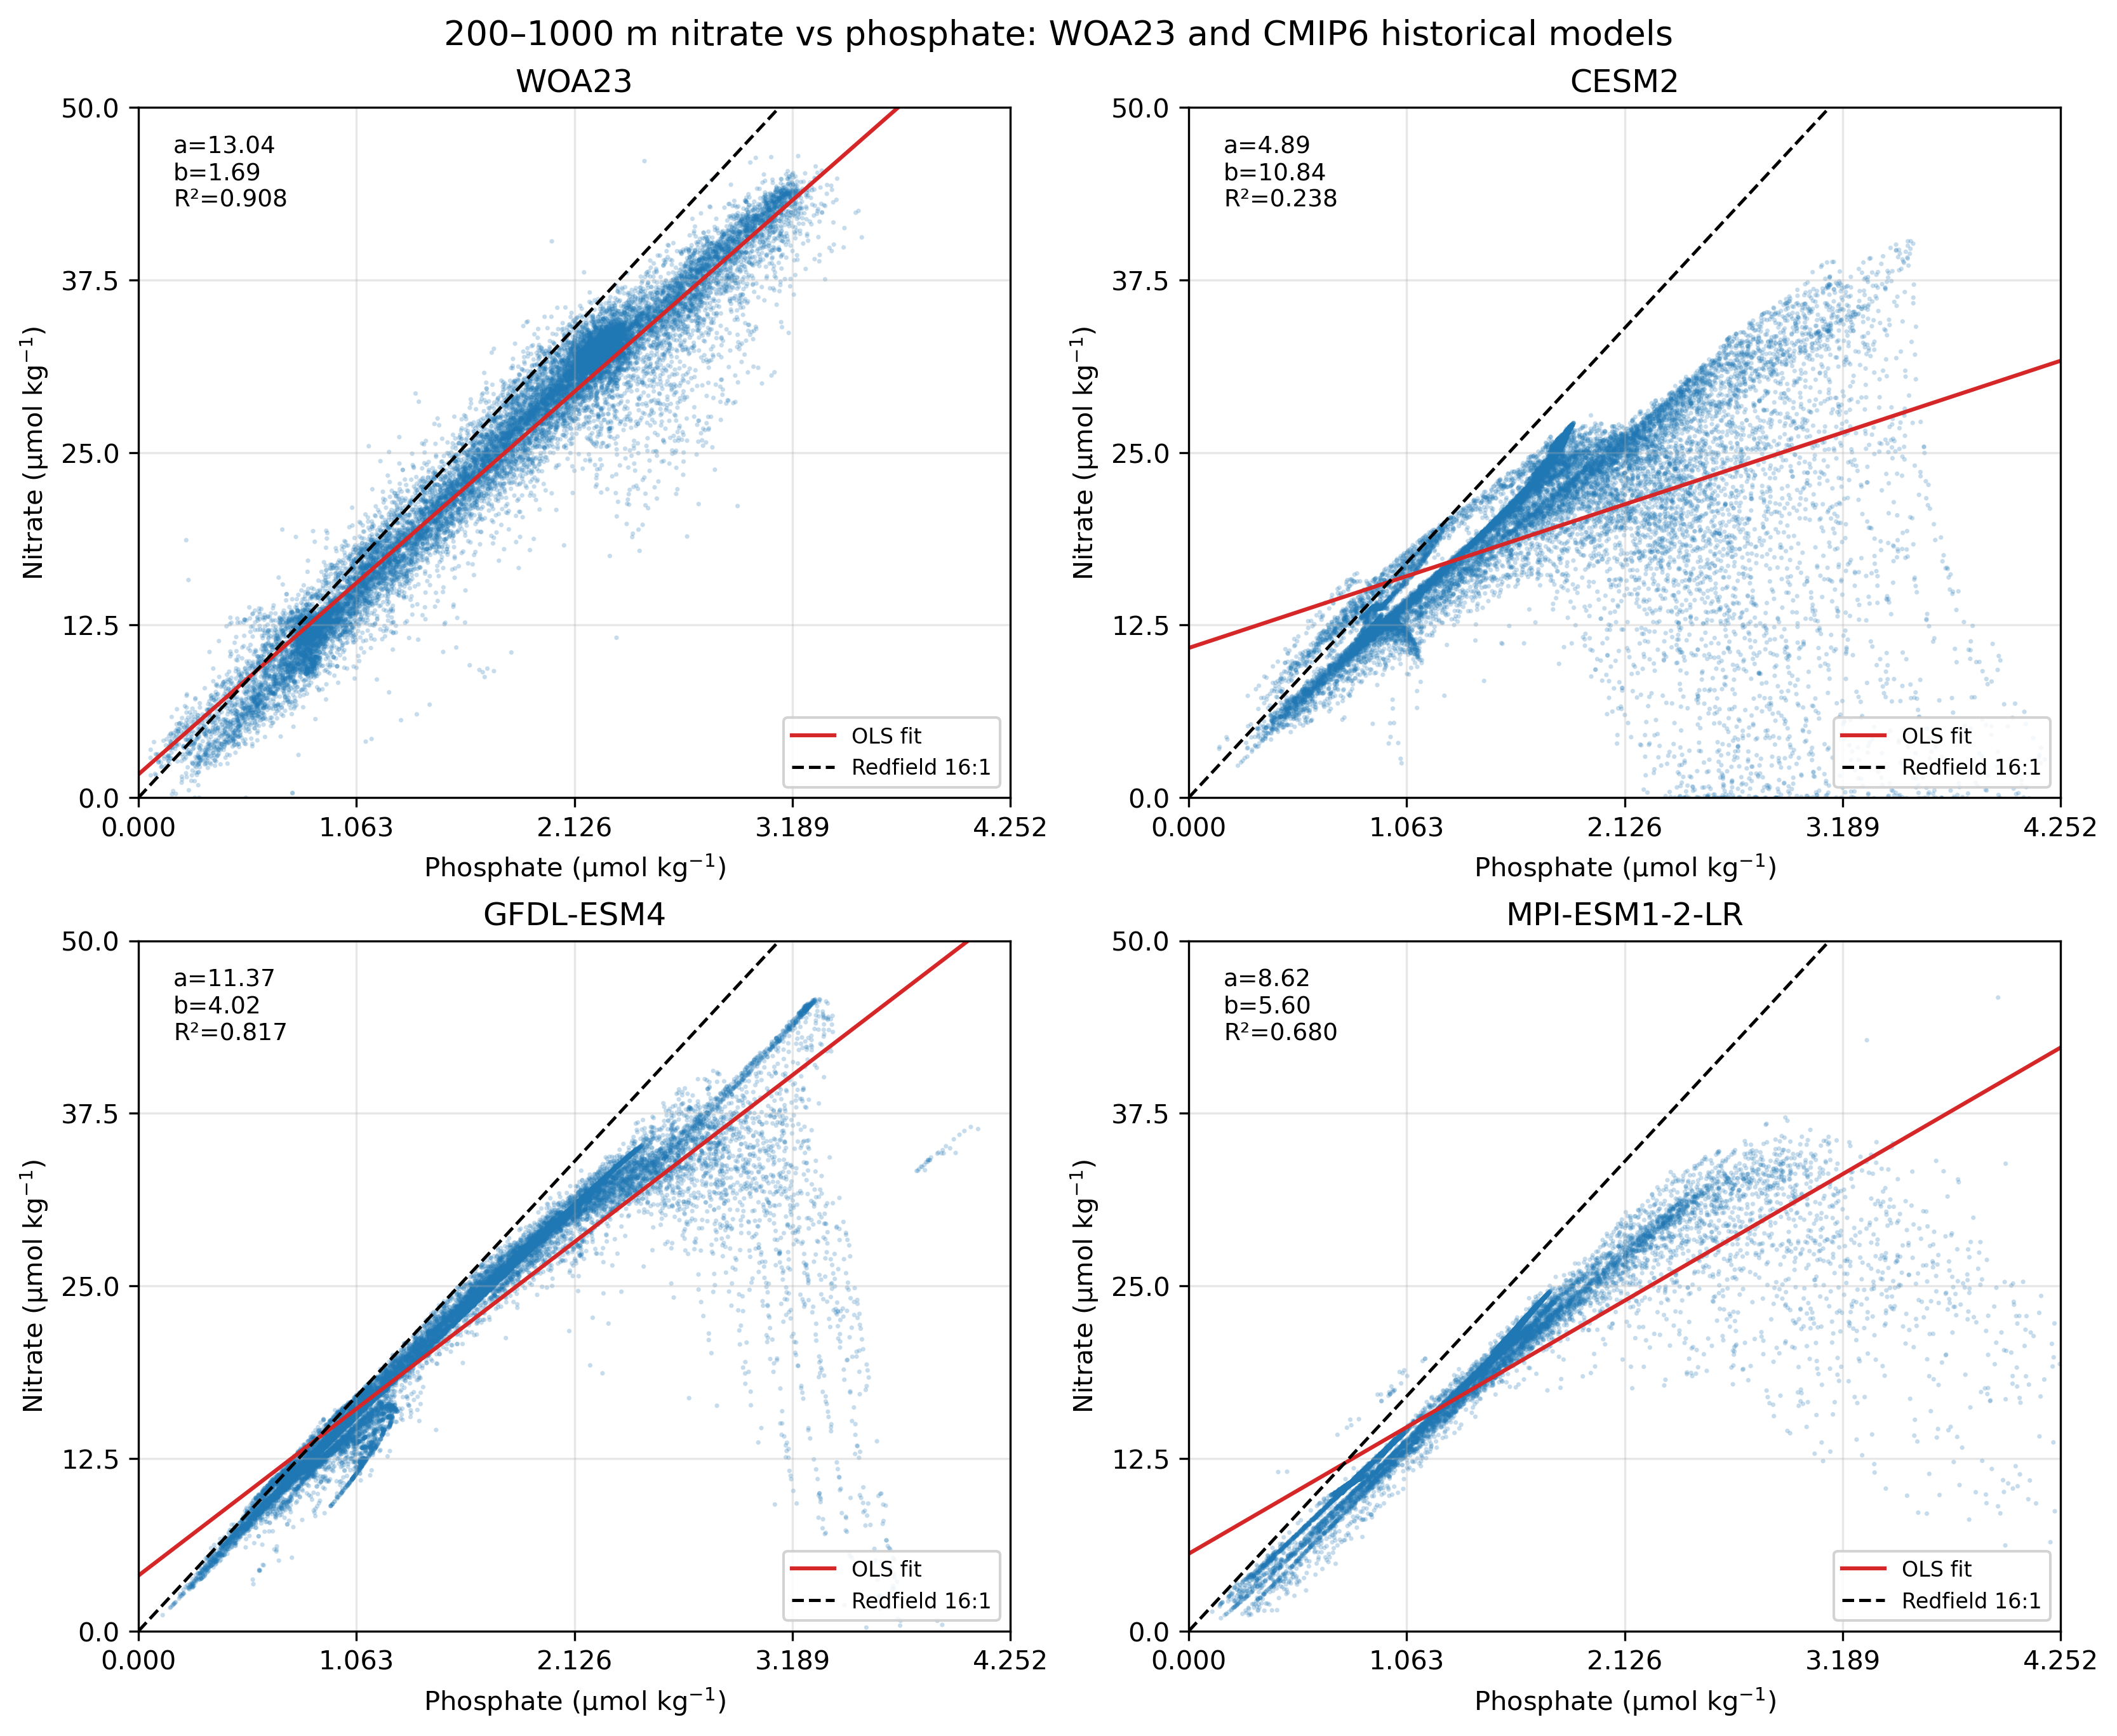 200–1000 m nitrate vs phosphate: WOA23 and CMIP6 historical models
WOA23
50.0
37.5
25.0
12.5
0.0
Nitrate (µmol kg⁻¹)
a=13.04
b=1.69
R²=0.908
OLS fit
Redfield 16:1
0.000 1.063 2.126 3.189 4.252
Phosphate (µmol kg⁻¹)
CESM2
50.0
37.5
25.0
12.5
0.0
Nitrate (µmol kg⁻¹)
a=4.89
b=10.84
R²=0.238
OLS fit
Redfield 16:1
0.000 1.063 2.126 3.189 4.252
Phosphate (µmol kg⁻¹)
GFDL-ESM4
50.0
37.5
25.0
12.5
0.0
Nitrate (µmol kg⁻¹)
a=11.37
b=4.02
R²=0.817
OLS fit
Redfield 16:1
0.000 1.063 2.126 3.189 4.252
Phosphate (µmol kg⁻¹)
MPI-ESM1-2-LR
50.0
37.5
25.0
12.5
0.0
Nitrate (µmol kg⁻¹)
a=8.62
b=5.60
R²=0.680
OLS fit
Redfield 16:1
0.000 1.063 2.126 3.189 4.252
Phosphate (µmol kg⁻¹)